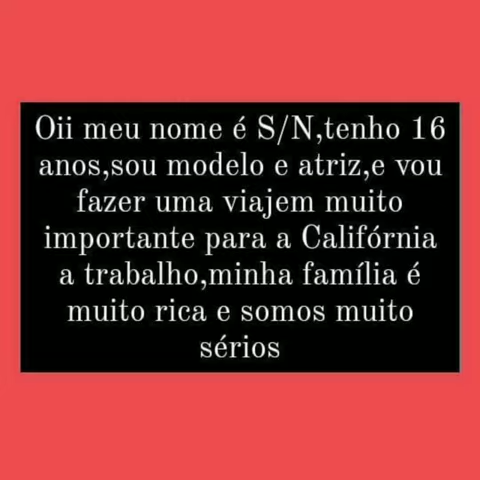 Oii meu nome é S/N,tenho 16
anos,sou modelo e atriz,e vou
fazer uma viajem muito
importante para a Califórnia
a trabalho,minha família é
muito rica e somos muito
sérios